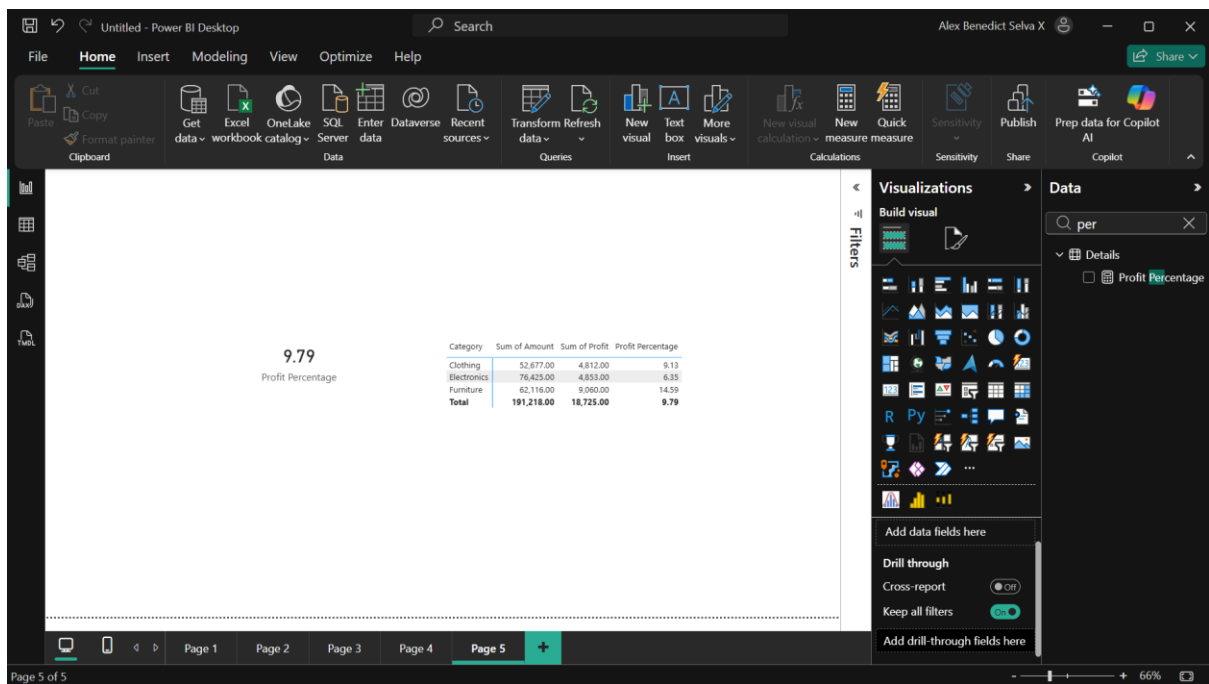 Untitled - Power BI Desktop
Search
Alex Benedict Selva X
File Home Insert Modeling View Optimize Help
Share
Paste
Cut
Copy
Format painter
Clipboard
Get data
Excel workbook
OneLake catalog
SQL Server
Enter data
Dataverse
Recent sources
Data
Transform data
Refresh
Queries
New visual
Text box
More visuals
Insert
New visual calculation
New measure
Quick measure
Calculations
Sensitivity
Sensitivity
Publish
Share
Prep data for AI
Copilot
Copilot
DAX
TMDL
9.79
Profit Percentage
Category Sum of Amount Sum of Profit Profit Percentage
Clothing 52,677.00 4,812.00 9.13
Electronics 76,425.00 4,853.00 6.35
Furniture 62,116.00 9,060.00 14.59
Total 191,218.00 18,725.00 9.79
Filters
Visualizations
Build visual
123
123
R Py
Add data fields here
Drill through
Cross-report Off
Keep all filters On
Add drill-through fields here
Data
per
Details
Profit Percentage
Page 1 Page 2 Page 3 Page 4 Page 5 +
Page 5 of 5
- + 66%